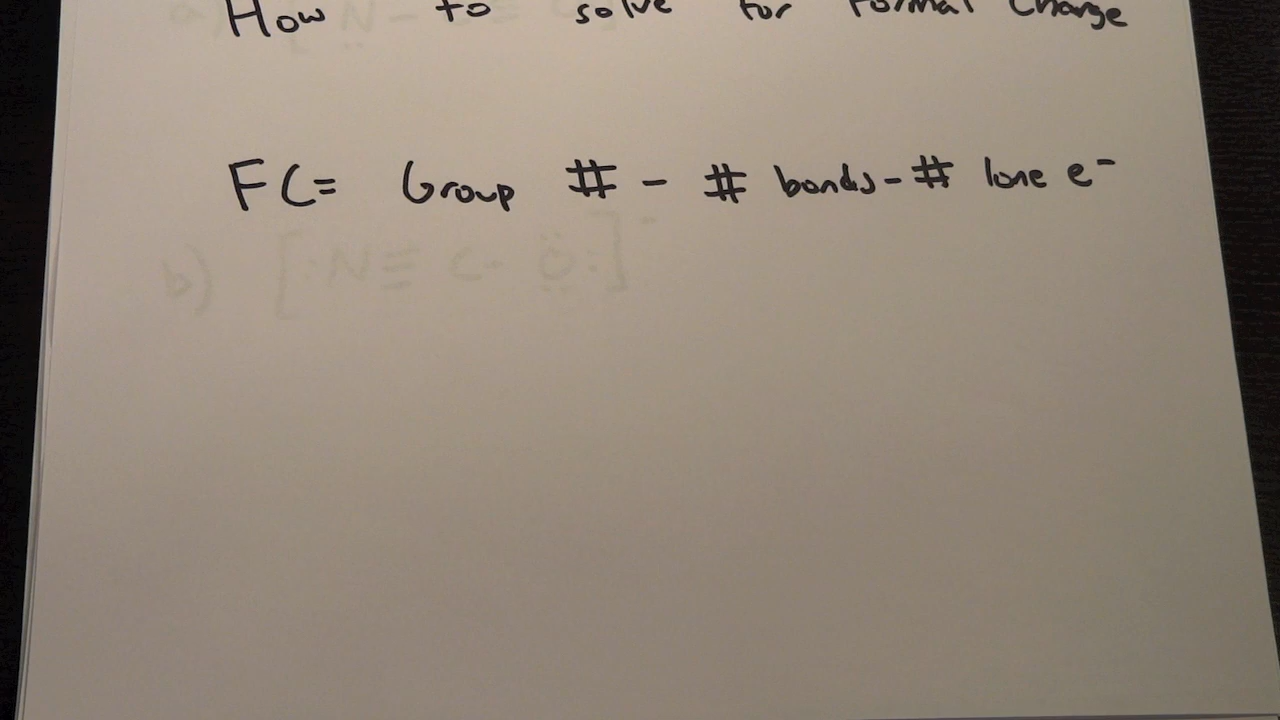 How to solve for Formal Charge
FC= Group # - # bonds - # lone e⁻
b) [:N≡C-Ö:]⁻